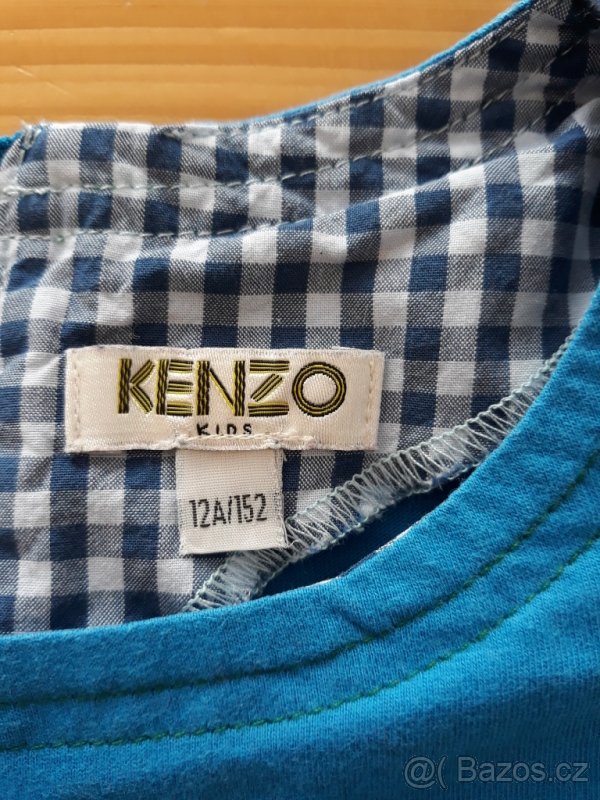 KENZO
KIDS
12A/152
@( Bazos.cz